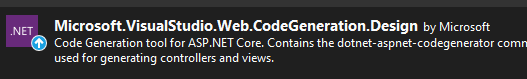 .NET
Microsoft.VisualStudio.Web.CodeGeneration.Design by Microsoft
Code Generation tool for ASP.NET Core. Contains the dotnet-aspnet-codegenerator comm
used for generating controllers and views.